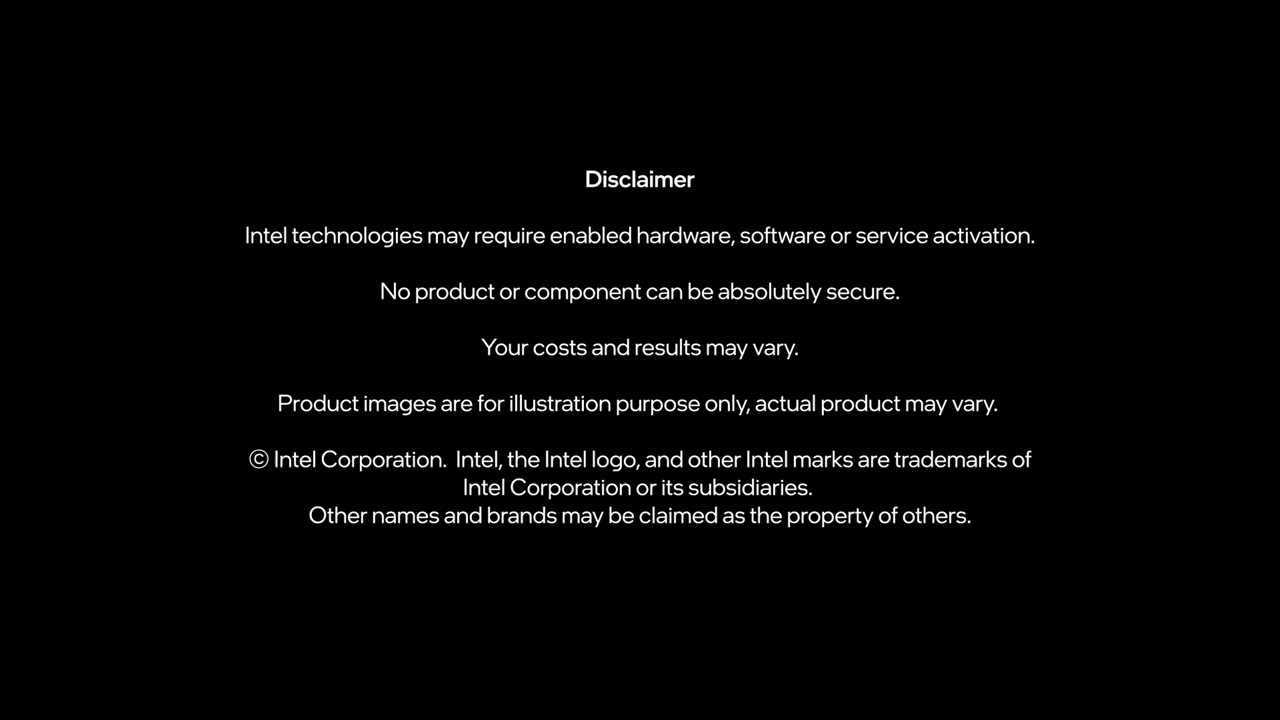 Disclaimer
Intel technologies may require enabled hardware, software or service activation.
No product or component can be absolutely secure.
Your costs and results may vary.
Product images are for illustration purpose only, actual product may vary.
© Intel Corporation.  Intel, the Intel logo, and other Intel marks are trademarks of
Intel Corporation or its subsidiaries.
Other names and brands may be claimed as the property of others.